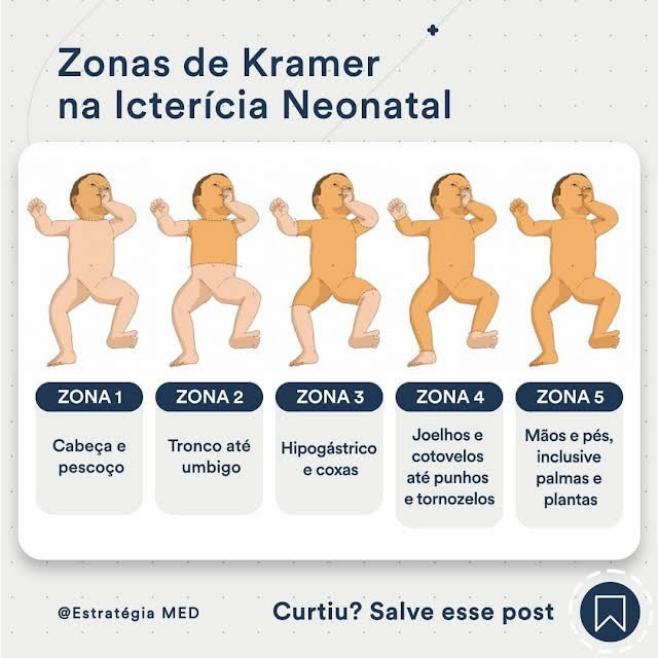 Zonas de Kramer
na Icterícia Neonatal
ZONA 1
Cabeça e
pescoço
ZONA 2
Tronco até
umbigo
ZONA 3
Hipogástrico
e coxas
ZONA 4
Joelhos e
cotovelos
até punhos
e tornozelos
ZONA 5
Mãos e pés,
inclusive
palmas e
plantas
@Estratégia MED
Curtiu? Salve esse post